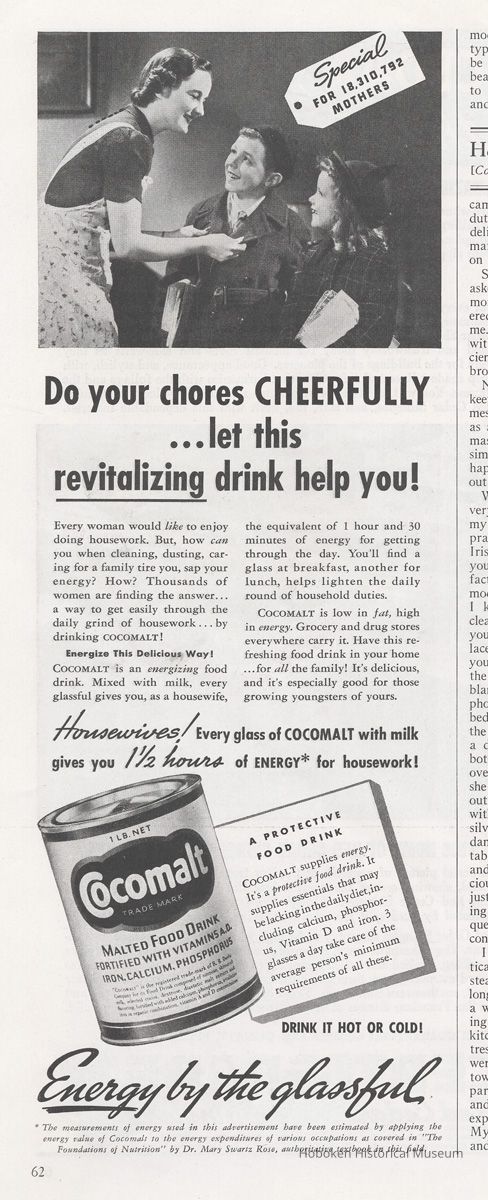 Special
FOR 18,310,792
MOTHERS
Do your chores CHEERFULLY
...let this
revitalizing drink help you!
Every woman would like to enjoy
doing housework. But, how can
you when cleaning, dusting, car-
ing for a family tire you, sap your
energy? How? Thousands of
women are finding the answer...
a way to get easily through the
daily grind of housework...by
drinking COCOMALT!
Energize This Delicious Way!
COCOMALT is an energizing food
drink. Mixed with milk, every
glassful gives you, as a housewife,
the equivalent of 1 hour and 30
minutes of energy for getting
through the day. You'll find a
glass at breakfast, another for
lunch, helps lighten the daily
round of household duties.
COCOMALT is low in fat, high
in energy. Grocery and drug stores
everywhere carry it. Have this re-
freshing food drink in your home
...for all the family! It's delicious,
and it's especially good for those
growing youngsters of yours.
Housewives! Every glass of COCOMALT with milk
gives you 1½ hours of ENERGY* for housework!
1 LB. NET
Cocomalt
TRADE MARK
MALTED FOOD DRINK
FORTIFIED WITH VITAMINS A, D,
IRON, CALCIUM, PHOSPHORUS
A PROTECTIVE
FOOD DRINK
COCOMALT supplies energy.
It's a protective food drink. It
supplies essentials that may
be lacking in the daily diet, in-
cluding calcium, phosphor-
us, Vitamin D and iron. 3
glasses a day take care of the
average person's minimum
requirements of all these.
DRINK IT HOT OR COLD!
Energy by the glassful
* The measurements of energy used in this advertisement have been estimated by applying the
energy value of Cocomalt to the energy expenditures of various occupations as covered in "The
Foundations of Nutrition" by Dr. Mary Swartz Rose, authoritative textbook in this field.
Hoboken Historical Museum
62